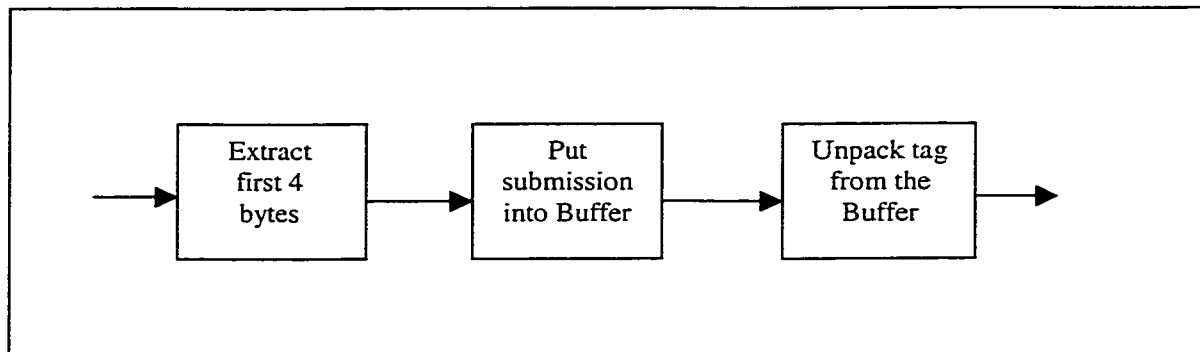 Extract
first 4
bytes
Put
submission
into Buffer
Unpack tag
from the
Buffer